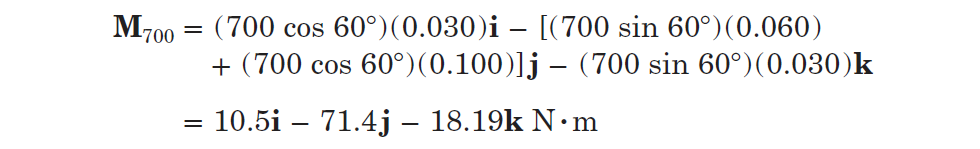 M₇₀₀ = (700 cos 60°)(0.030)i − [(700 sin 60°)(0.060)
+ (700 cos 60°)(0.100)]j − (700 sin 60°)(0.030)k
= 10.5i − 71.4j − 18.19k N·m